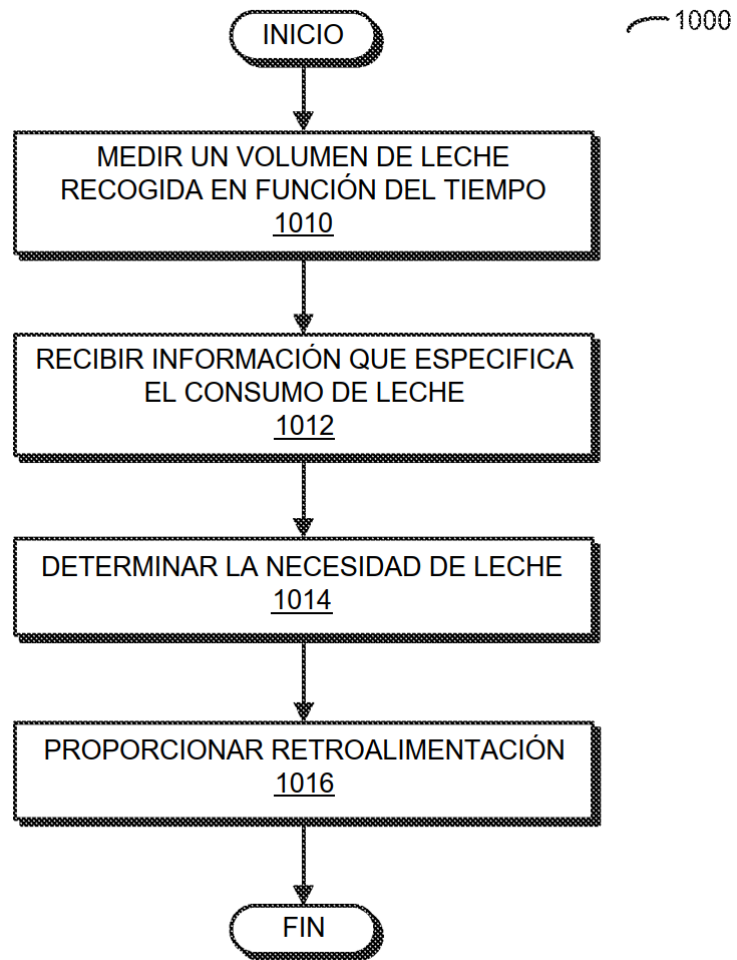 INICIO
1000
MEDIR UN VOLUMEN DE LECHE
RECOGIDA EN FUNCIÓN DEL TIEMPO
1010
RECIBIR INFORMACIÓN QUE ESPECIFICA
EL CONSUMO DE LECHE
1012
DETERMINAR LA NECESIDAD DE LECHE
1014
PROPORCIONAR RETROALIMENTACIÓN
1016
FIN